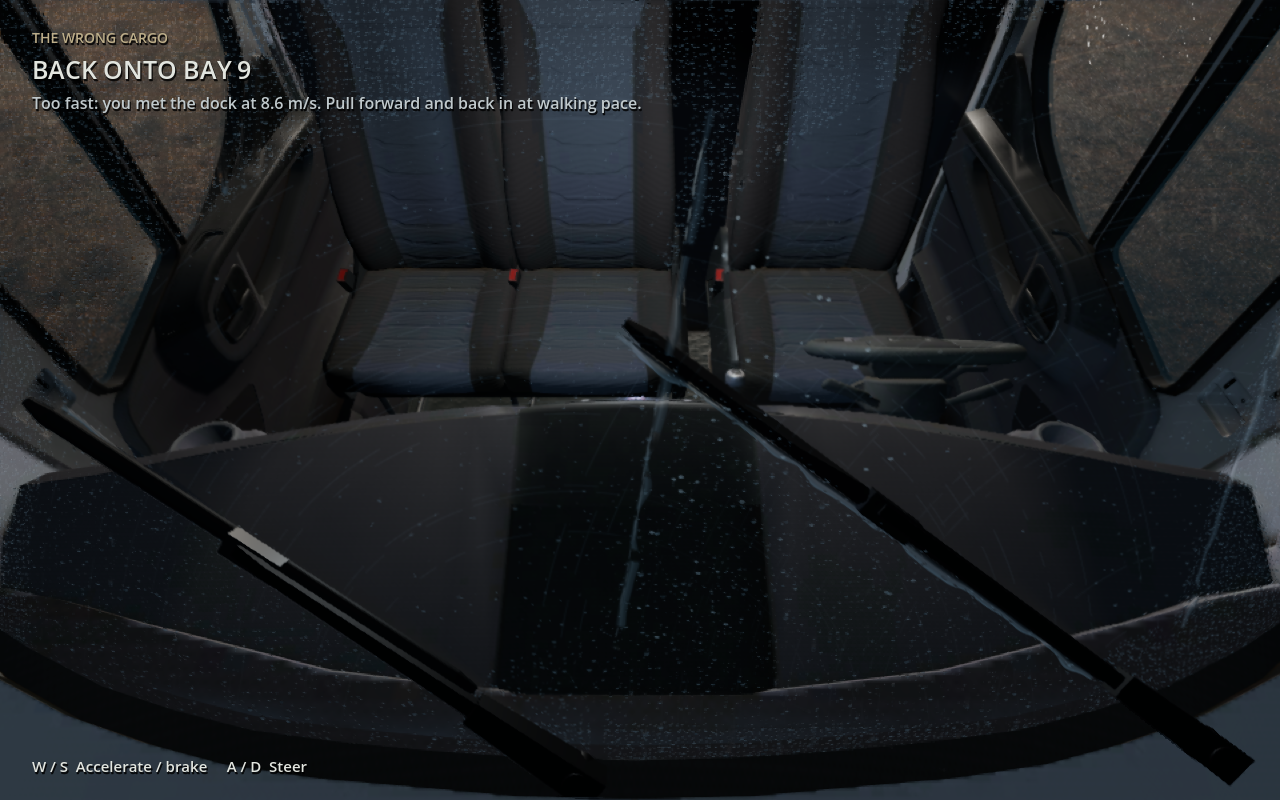 THE WRONG CARGO
BACK ONTO BAY 9
Too fast: you met the dock at 8.6 m/s. Pull forward and back in at walking pace.
W / S Accelerate / brake A / D Steer